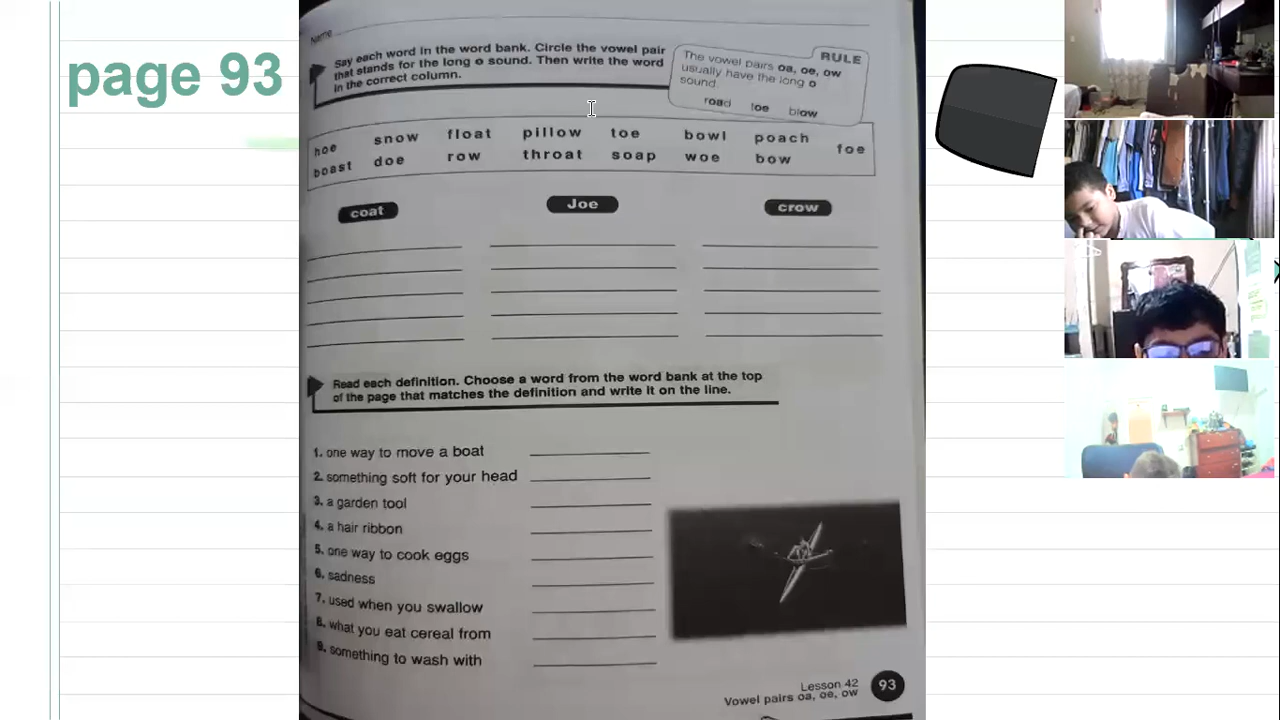 page 93
Name
Say each word in the word bank. Circle the vowel pair
that stands for the long o sound. Then write the word
in the correct column.
RULE
The vowel pairs oa, oe, ow
usually have the long o
sound.
road toe blow
hoe snow float pillow toe bowl poach foe
boast doe row throat soap woe bow
coat Joe crow
Read each definition. Choose a word from the word bank at the top
of the page that matches the definition and write it on the line.
1. one way to move a boat
2. something soft for your head
3. a garden tool
4. a hair ribbon
5. one way to cook eggs
6. sadness
7. used when you swallow
8. what you eat cereal from
9. something to wash with
Lesson 42
Vowel pairs oa, oe, ow
93